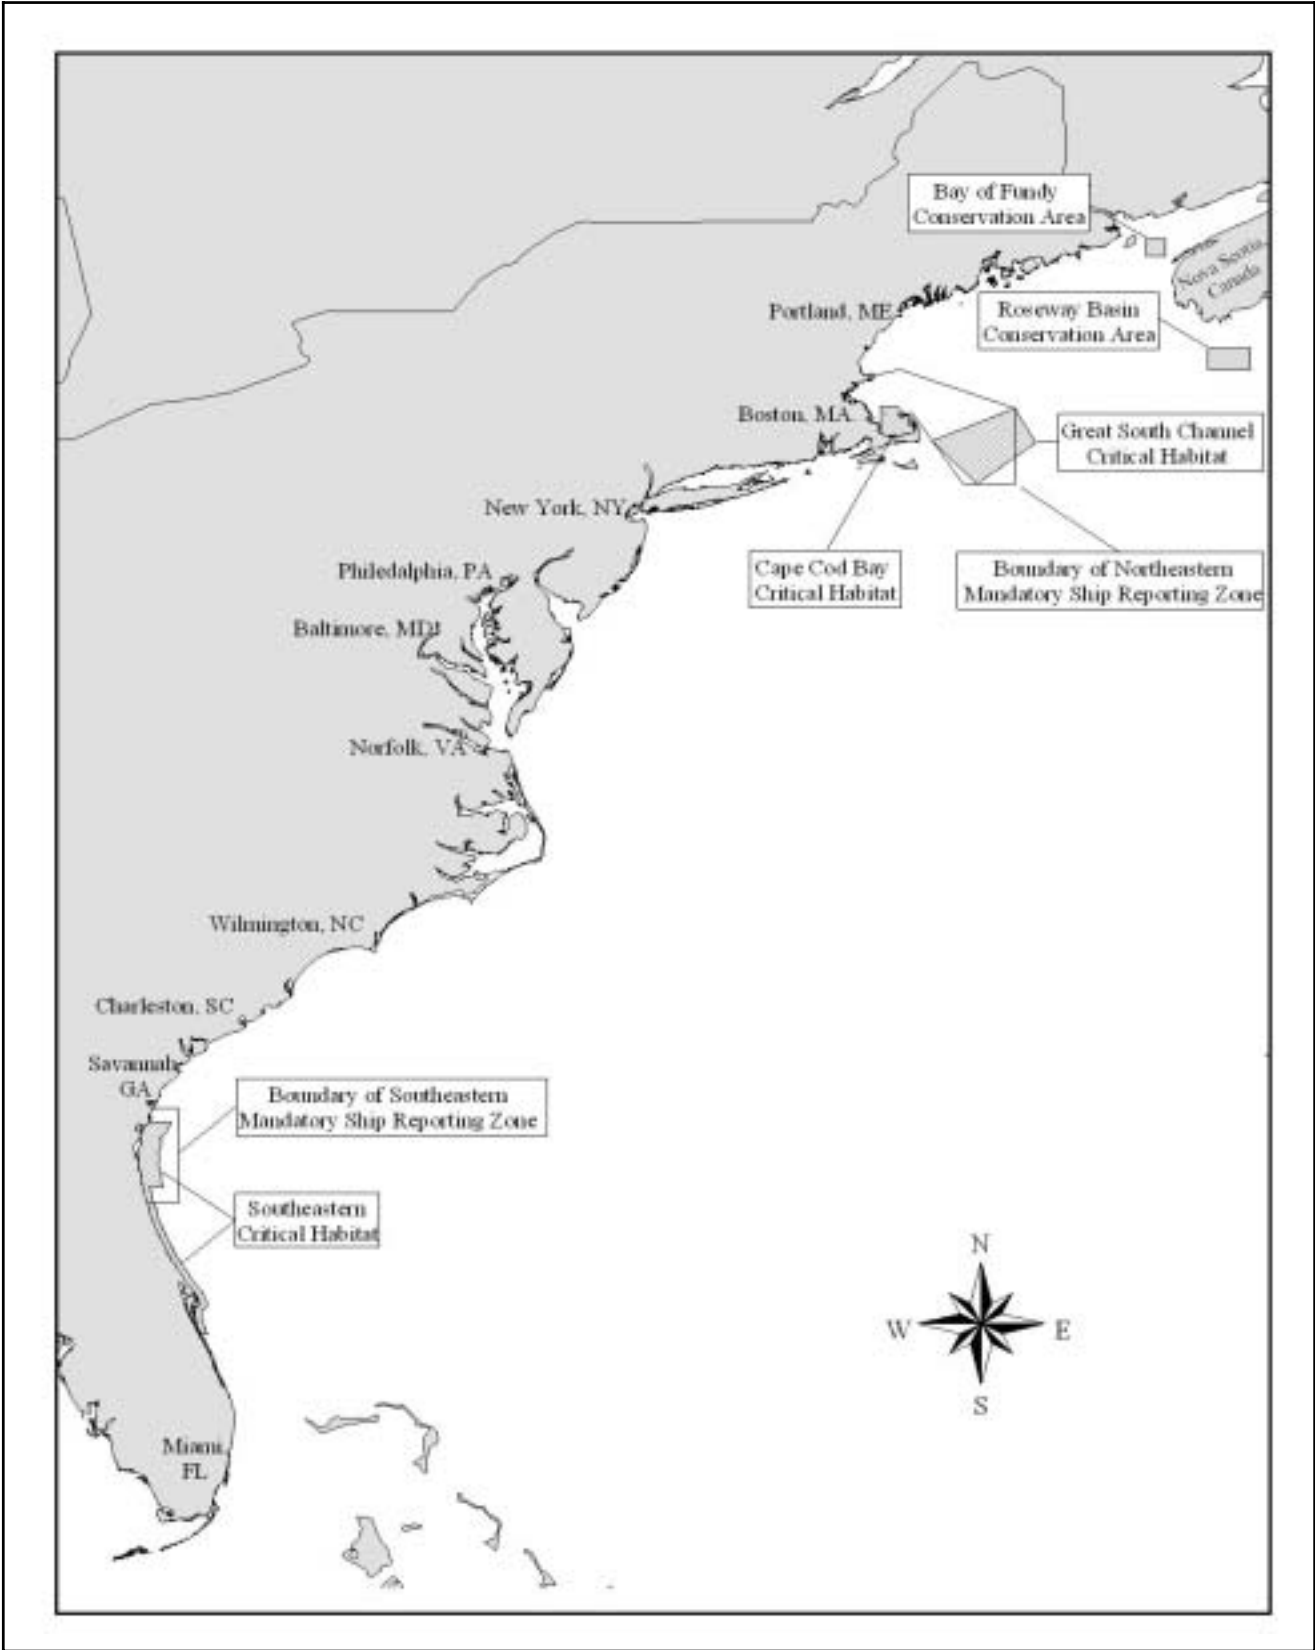 Bay of Fundy
Conservation Area
Nova Scotia,
Canada
Portland, ME
Roseway Basin
Conservation Area
Boston, MA
Great South Channel
Critical Habitat
New York, NY
Cape Cod Bay
Critical Habitat
Boundary of Northeastern
Mandatory Ship Reporting Zone
Philedalphia, PA
Baltimore, MD
Norfolk, VA
Wilmington, NC
Charleston, SC
Savannah,
GA
Boundary of Southeastern
Mandatory Ship Reporting Zone
Southeastern
Critical Habitat
N
W
E
S
Miami,
FL